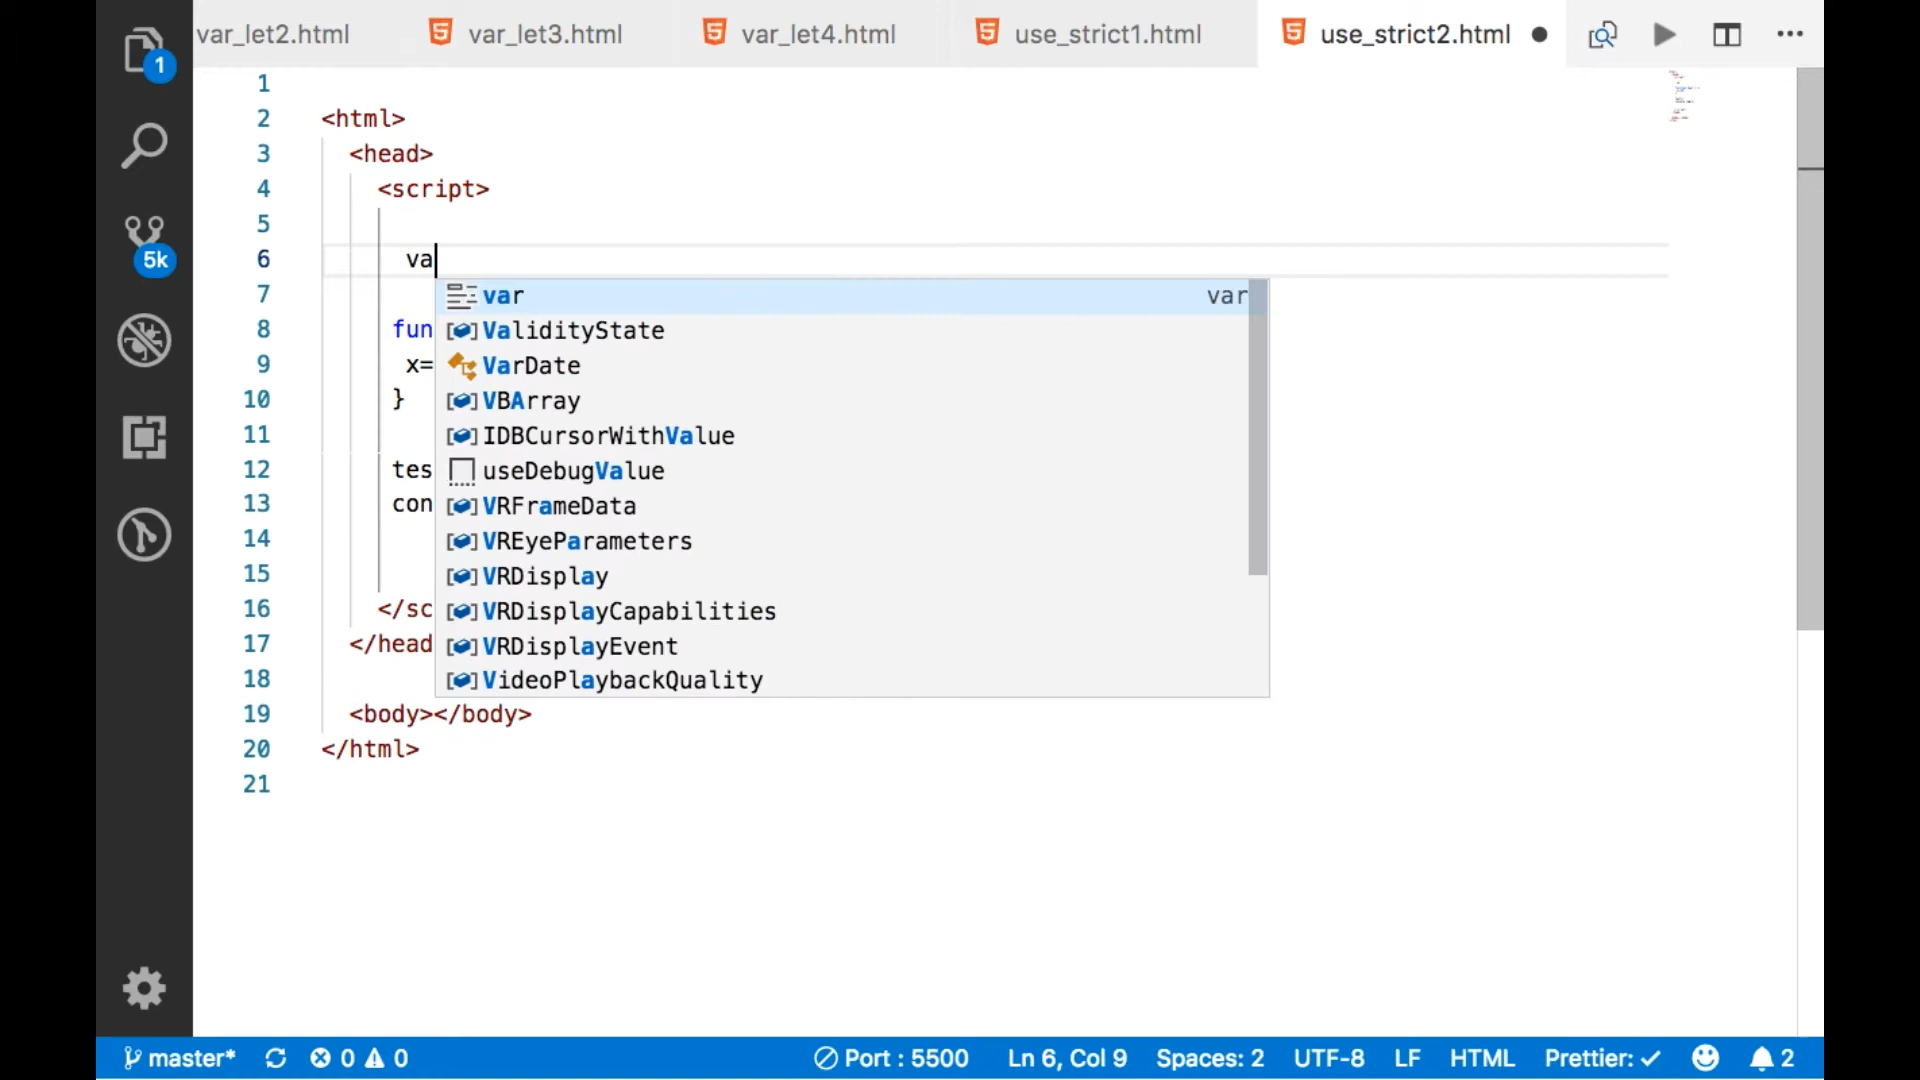 var_let2.html var_let3.html var_let4.html use_strict1.html use_strict2.html
1
1
2 <html>
3 <head>
4 <script>
5
5k
6 va
var var
7
8 fun
ValidityState
9 x=
VarDate
10 }
VBArray
11
IDBCursorWithValue
12 tes
useDebugValue
13 con
VRFrameData
14
VREyeParameters
15
VRDisplay
16 </sc
VRDisplayCapabilities
17 </head
VRDisplayEvent
18
VideoPlaybackQuality
19 <body></body>
20 </html>
21
master* 0 0 Port : 5500 Ln 6, Col 9 Spaces: 2 UTF-8 LF HTML Prettier: ✓ 2